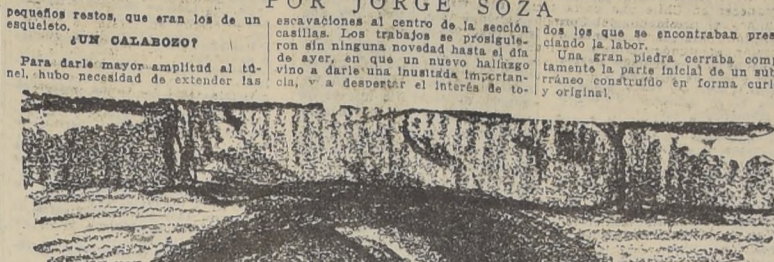 POR JORGE SOZA
pequeños restos, que eran los de un
esqueleto.
¿UN CALABOZO?
Para darle mayor amplitud al tú-
nel, hubo necesidad de extender las
escavaciones al centro de la sección
casillas. Los trabajos se prosiguie-
ron sin ninguna novedad hasta el día
de ayer, en que un nuevo hallazgo
vino a darle una inusitada importan-
cia, y a despertar el interés de to-
dos los que se encontraban pres
ciando la labor.
Una gran piedra cerraba comp
tamente la parte inicial de un sub
rráneo construído en forma curi
y original.